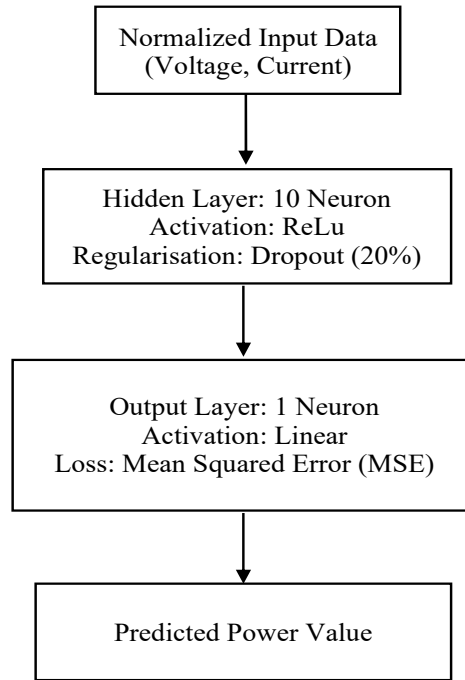 Normalized Input Data
(Voltage, Current)
Hidden Layer: 10 Neuron
Activation: ReLu
Regularisation: Dropout (20%)
Output Layer: 1 Neuron
Activation: Linear
Loss: Mean Squared Error (MSE)
Predicted Power Value